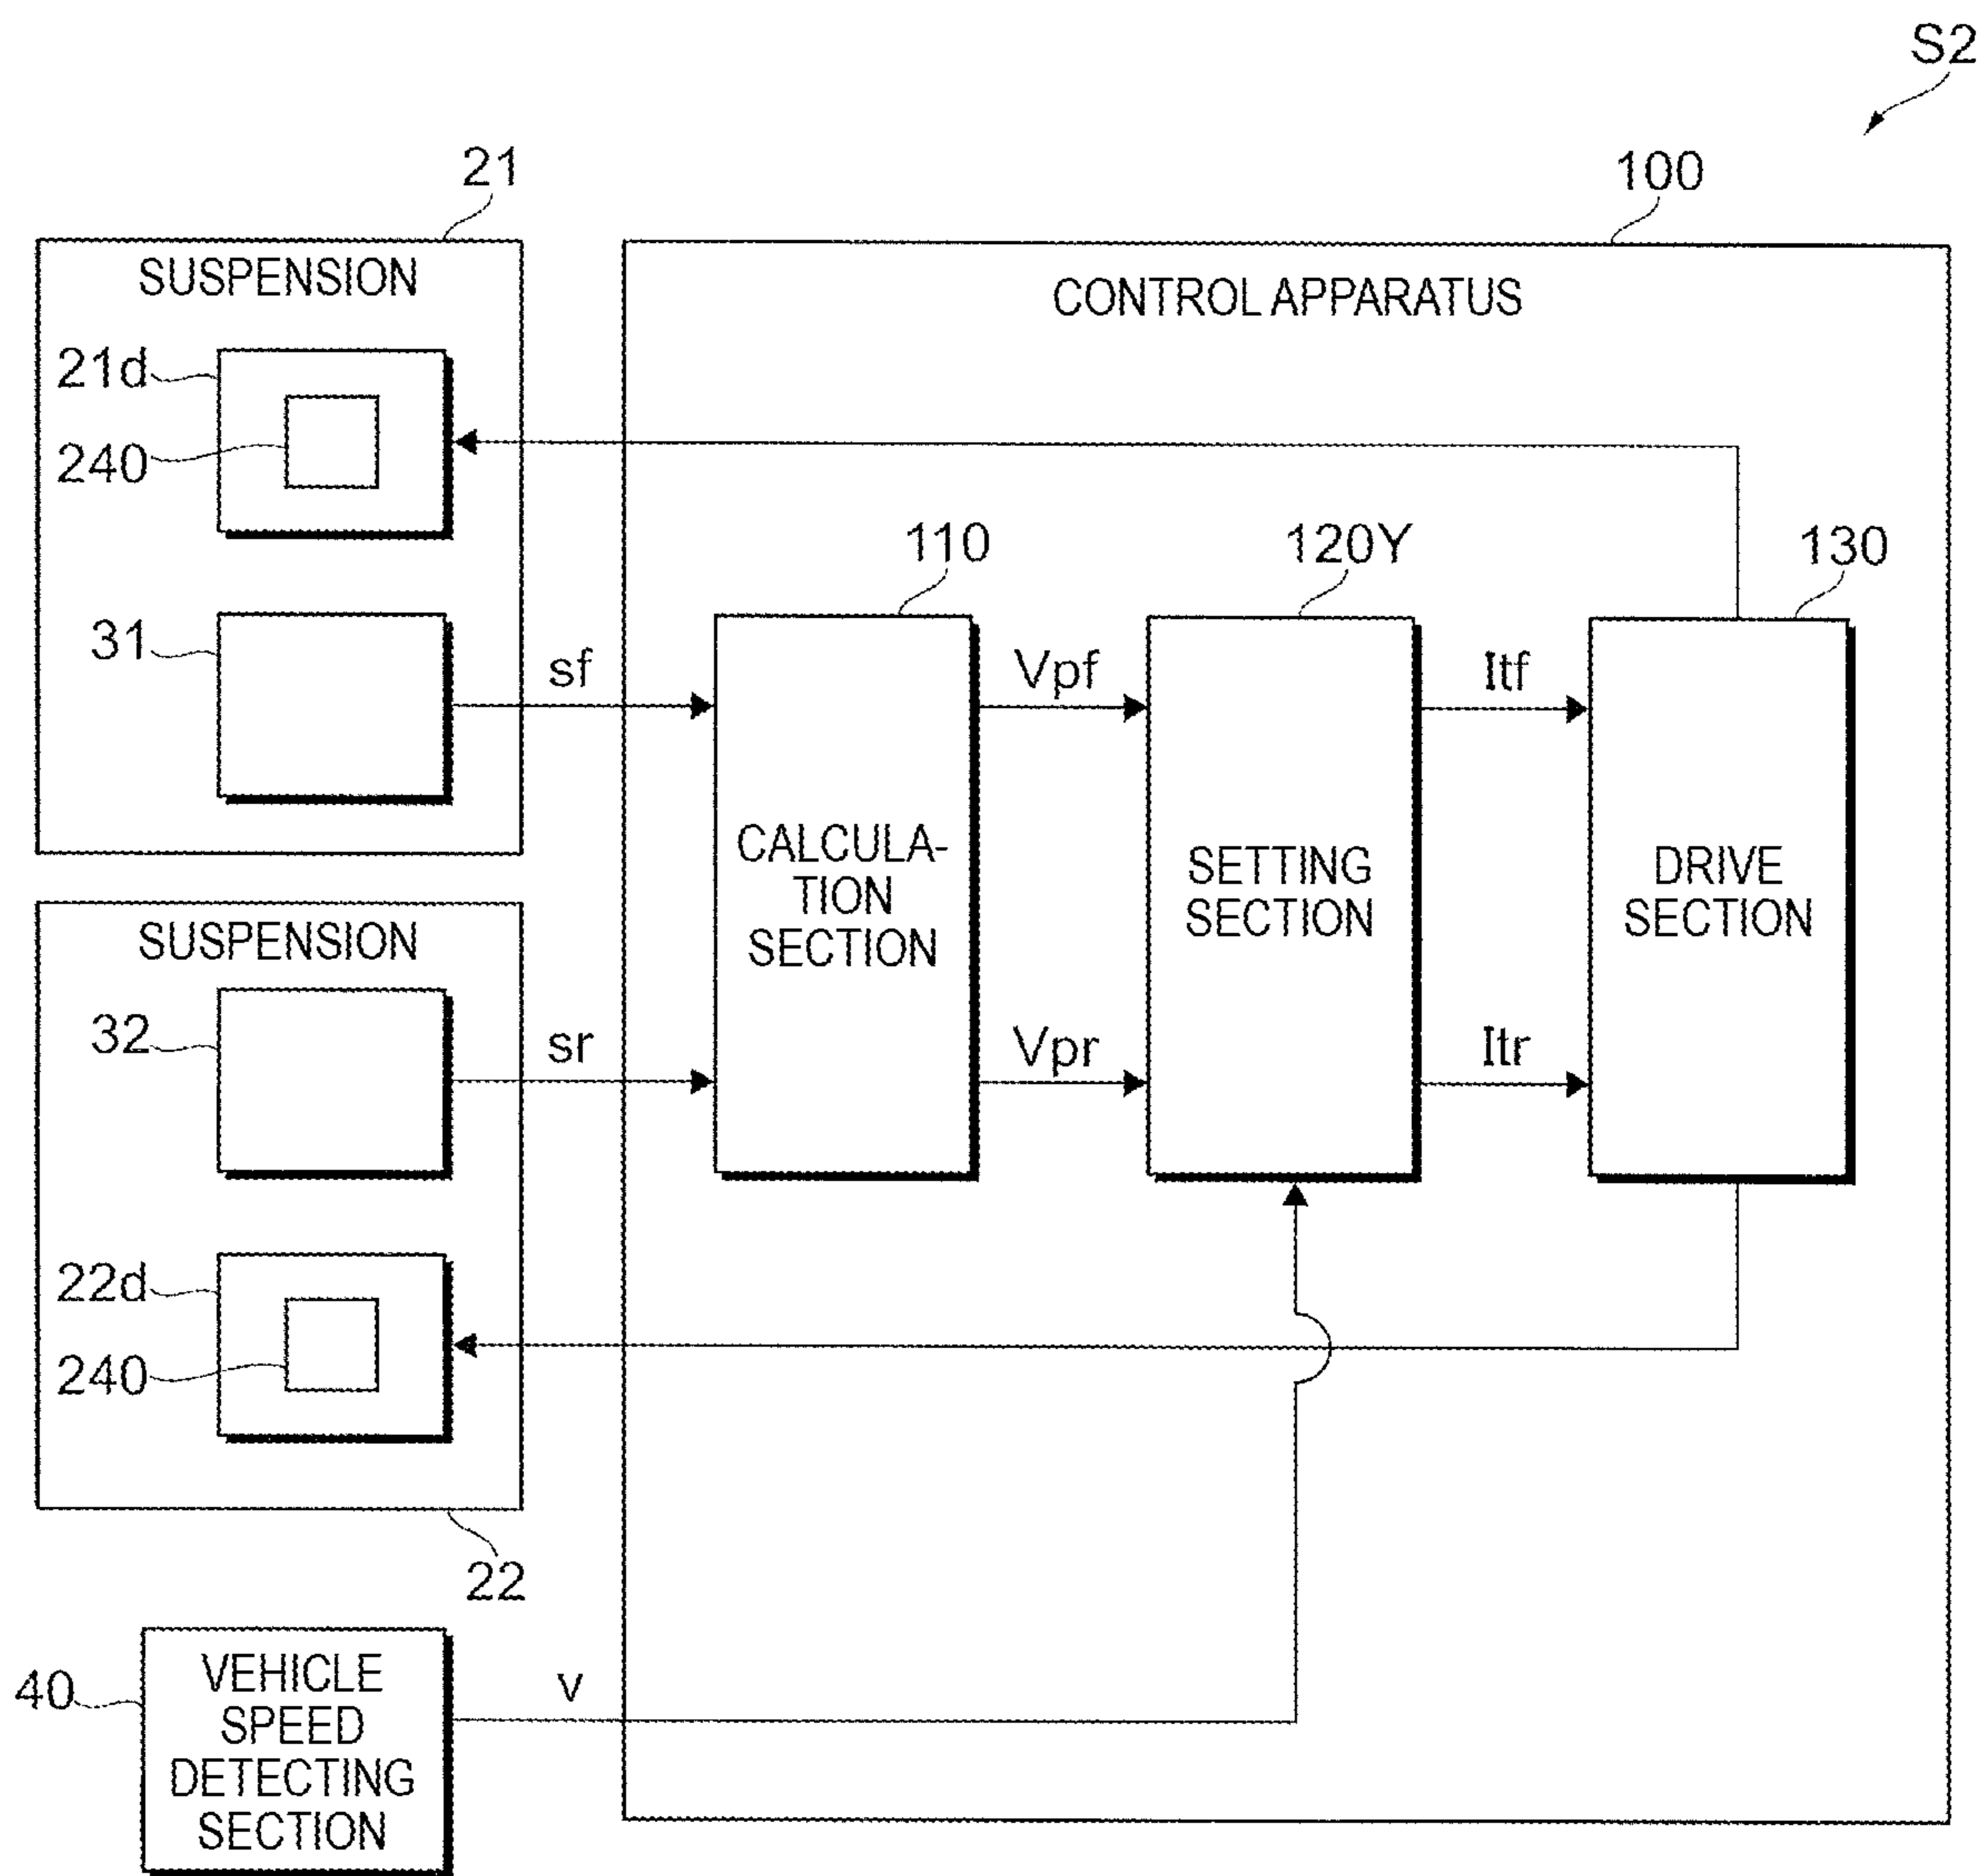 S2
21
100
SUSPENSION
CONTROL APPARATUS
21d
240
110
120Y
130
31
sf
Vpf
Itf
CALCULA-
TION
SECTION
SETTING
SECTION
DRIVE
SECTION
SUSPENSION
32
sr
Vpr
Itr
22d
240
22
40
VEHICLE
SPEED
DETECTING
SECTION
v